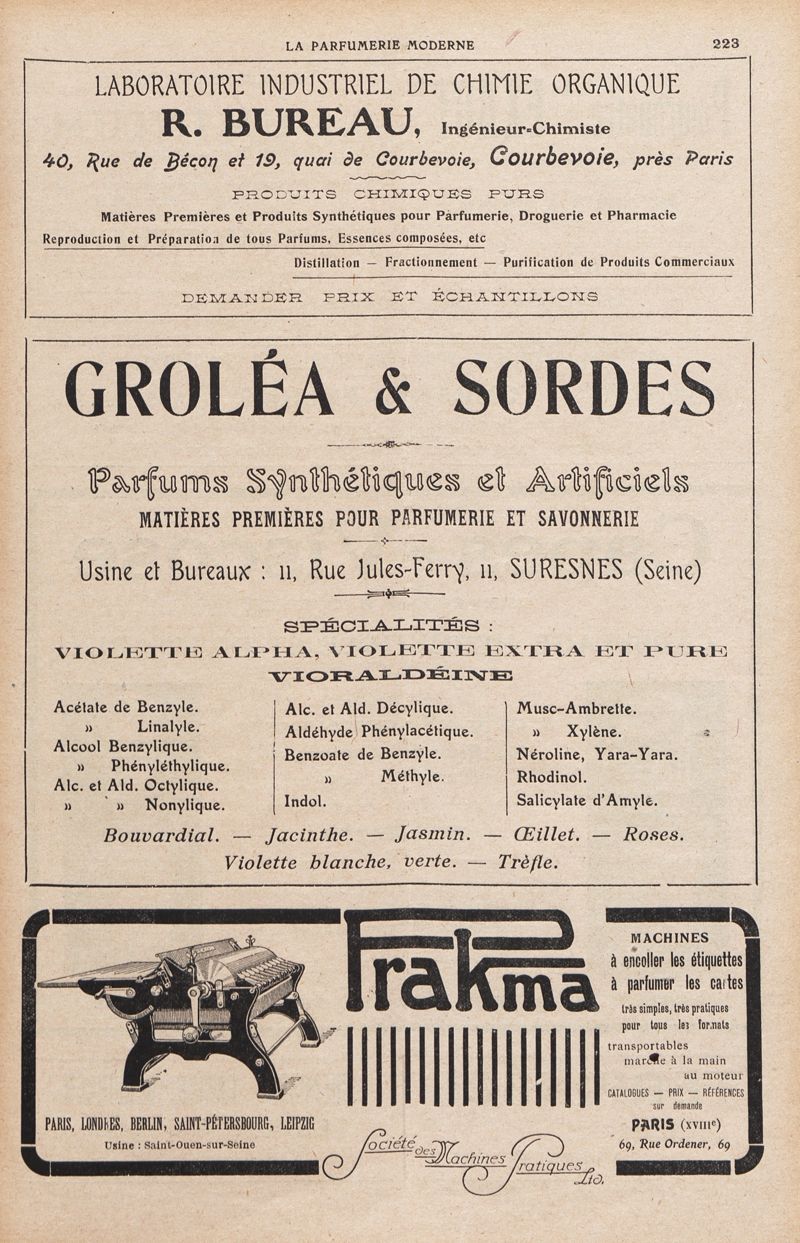 LA PARFUMERIE MODERNE
223
LABORATOIRE INDUSTRIEL DE CHIMIE ORGANIQUE
R. BUREAU, Ingénieur-Chimiste
40, Rue de Bécon et 19, quai de Courbevoie, Courbevoie, près Paris
PRODUITS CHIMIQUES PURS
Matières Premières et Produits Synthétiques pour Parfumerie, Droguerie et Pharmacie
Reproduction et Préparation de tous Parfums, Essences composées, etc
Distillation — Fractionnement — Purification de Produits Commerciaux
DEMANDER PRIX ET ÉCHANTILLONS
GROLÉA & SORDES
Parfums Synthétiques et Artificiels
MATIÈRES PREMIÈRES POUR PARFUMERIE ET SAVONNERIE
Usine et Bureaux : 11, Rue Jules-Ferry, 11, SURESNES (Seine)
SPÉCIALITÉS :
VIOLETTE ALPHA, VIOLETTE EXTRA ET PURE
VIORALDÉINE
Acétate de Benzyle.
» Linalyle.
Alcool Benzylique.
» Phényléthylique.
Alc. et Ald. Octylique.
» » Nonylique.
Alc. et Ald. Décylique.
Aldéhyde Phénylacétique.
Benzoate de Benzyle.
» Méthyle.
Indol.
Musc-Ambrette.
» Xylène.
Néroline, Yara-Yara.
Rhodinol.
Salicylate d'Amyle.
Bouvardial. — Jacinthe. — Jasmin. — Œillet. — Roses.
Violette blanche, verte. — Trèfle.
Prakma
PARIS, LONDRES, BERLIN, SAINT-PÉTERSBOURG, LEIPZIG
Usine : Saint-Ouen-sur-Seine
Société des Machines Pratiques Ltd.
MACHINES
à encoller les étiquettes
à parfumer les cartes
très simples, très pratiques
pour tous les formats
transportables
marche à la main
au moteur
CATALOGUES — PRIX — RÉFÉRENCES
sur demande
PARIS (XVIIIe)
69, Rue Ordener, 69